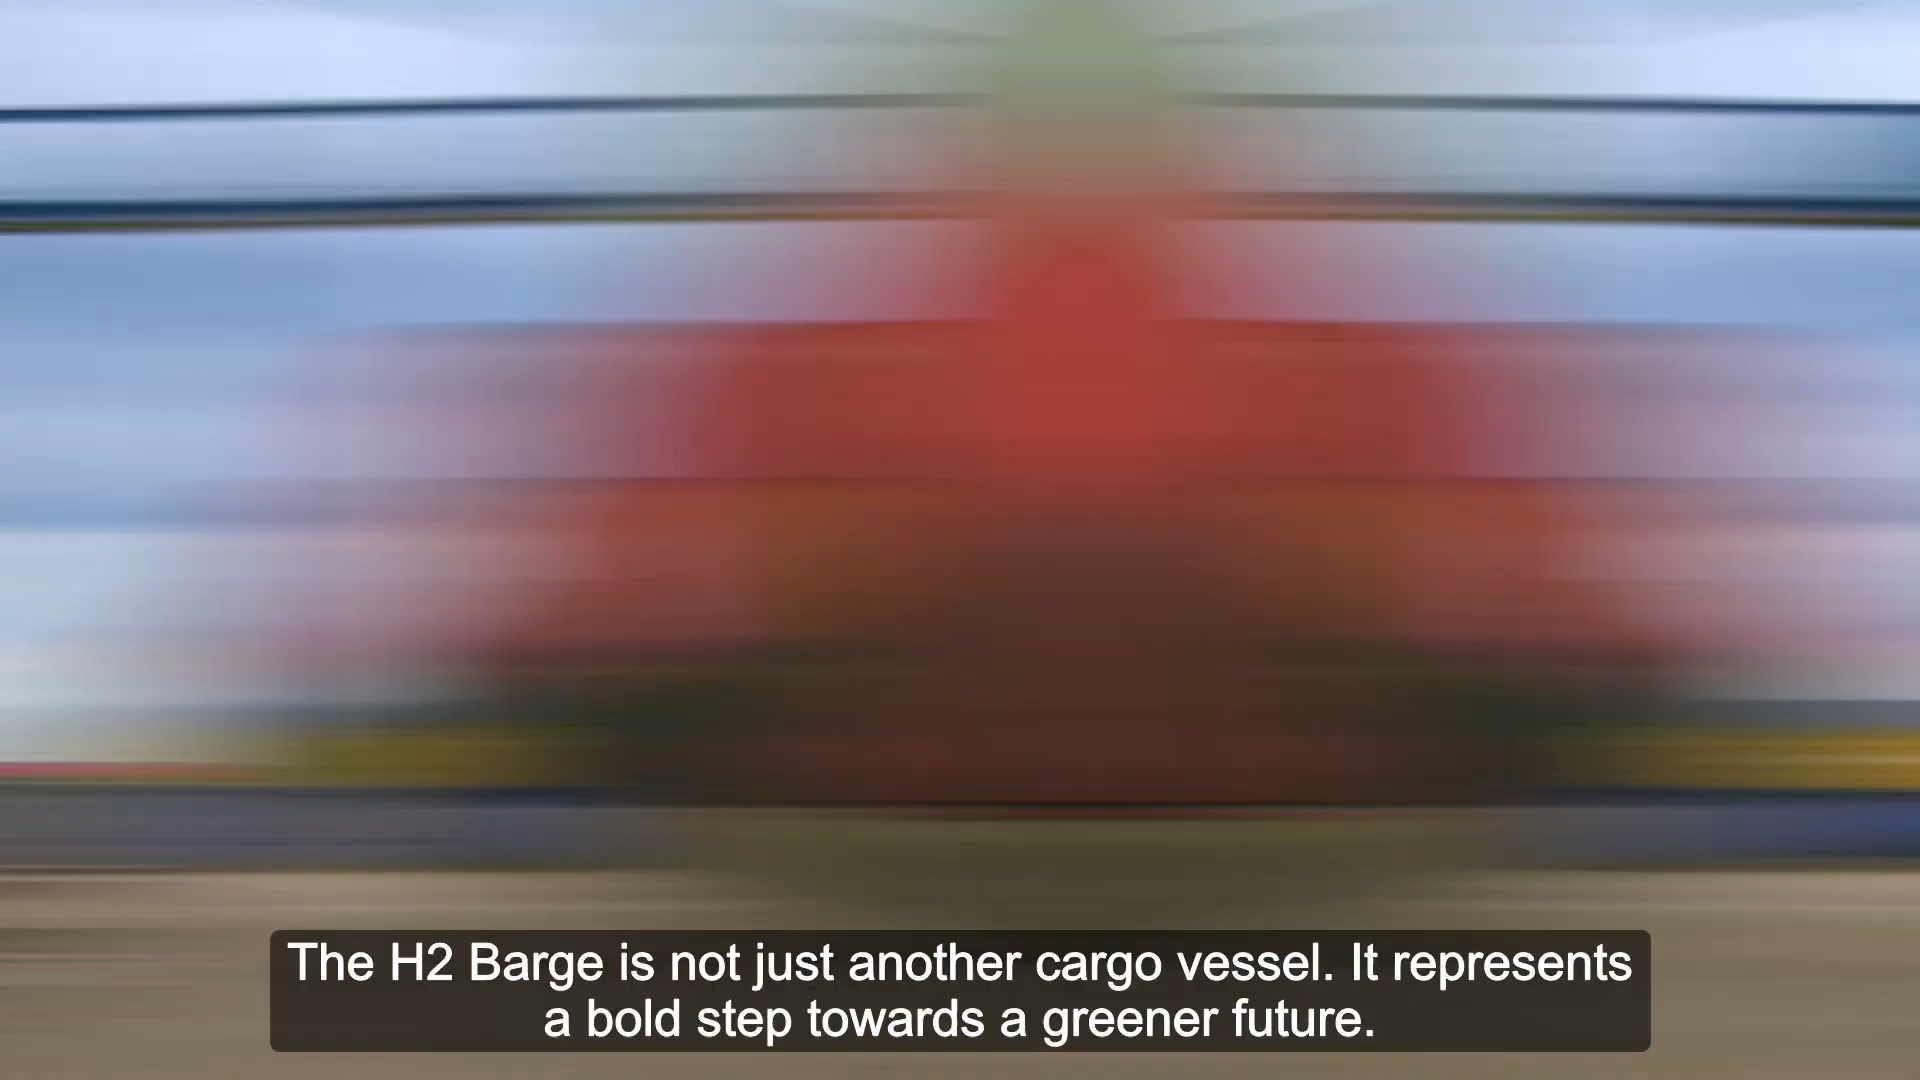 The H2 Barge is not just another cargo vessel. It represents
a bold step towards a greener future.